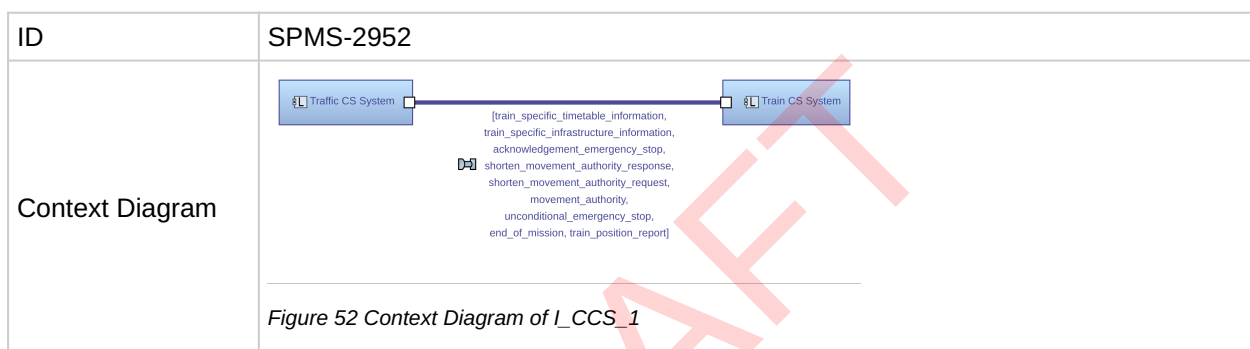 ID
SPMS-2952
Context Diagram
Traffic CS System
Train CS System
[train_specific_timetable_information,
train_specific_infrastructure_information,
acknowledgement_emergency_stop,
shorten_movement_authority_response,
shorten_movement_authority_request,
movement_authority,
unconditional_emergency_stop,
end_of_mission, train_position_report]
Figure 52 Context Diagram of I_CCS_1